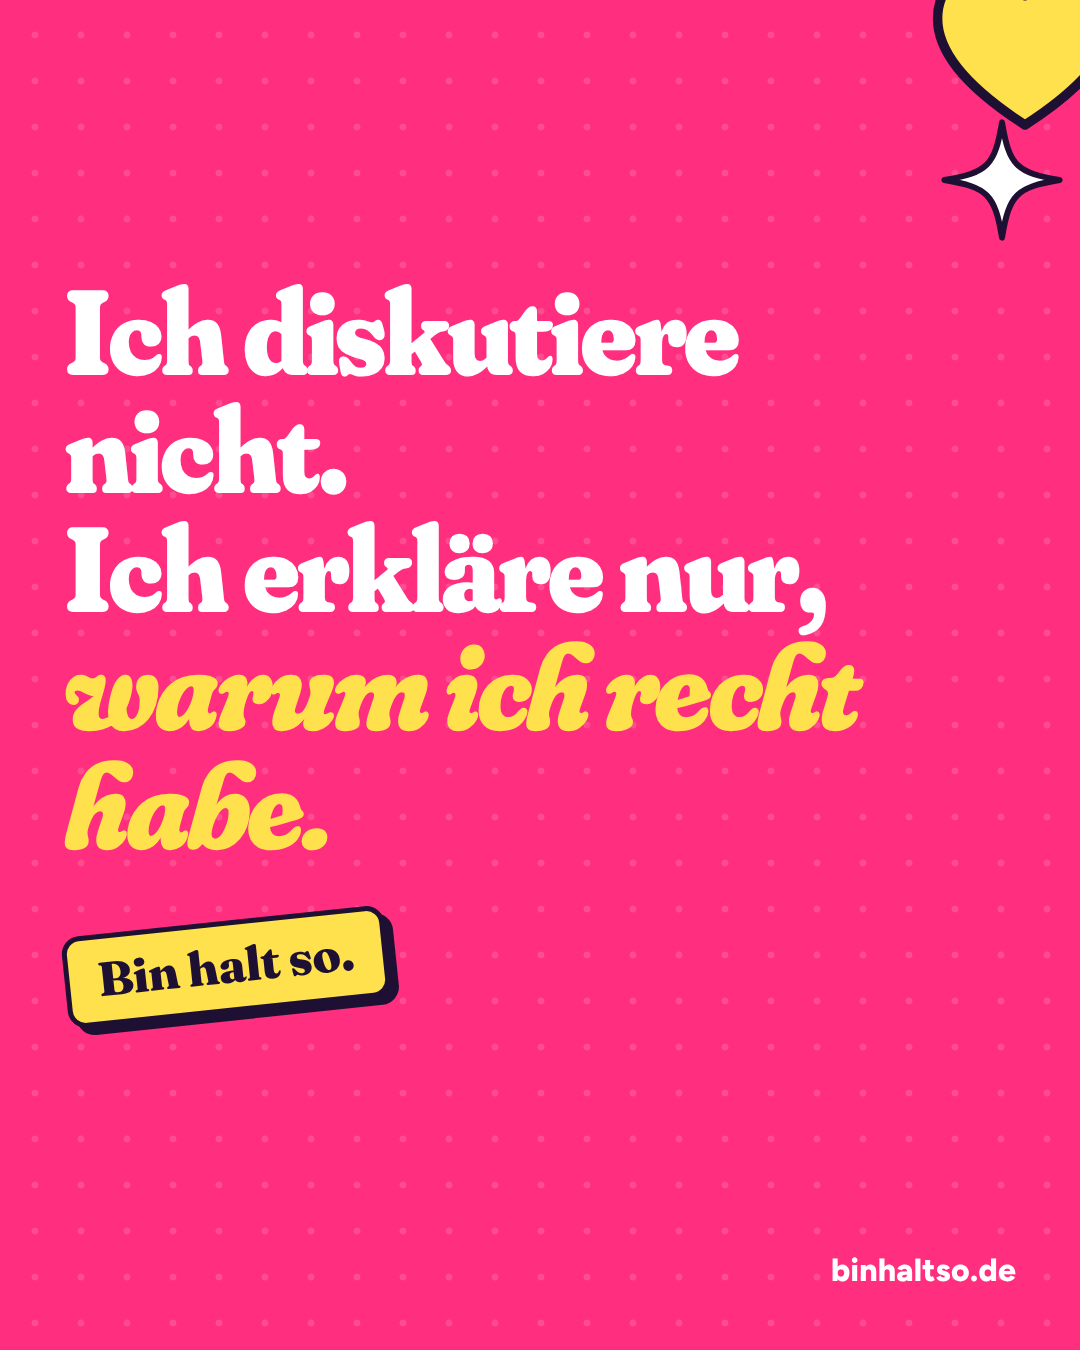 Ich diskutiere
nicht.
Ich erkläre nur,
warum ich recht
habe.
Bin halt so.
binhaltso.de